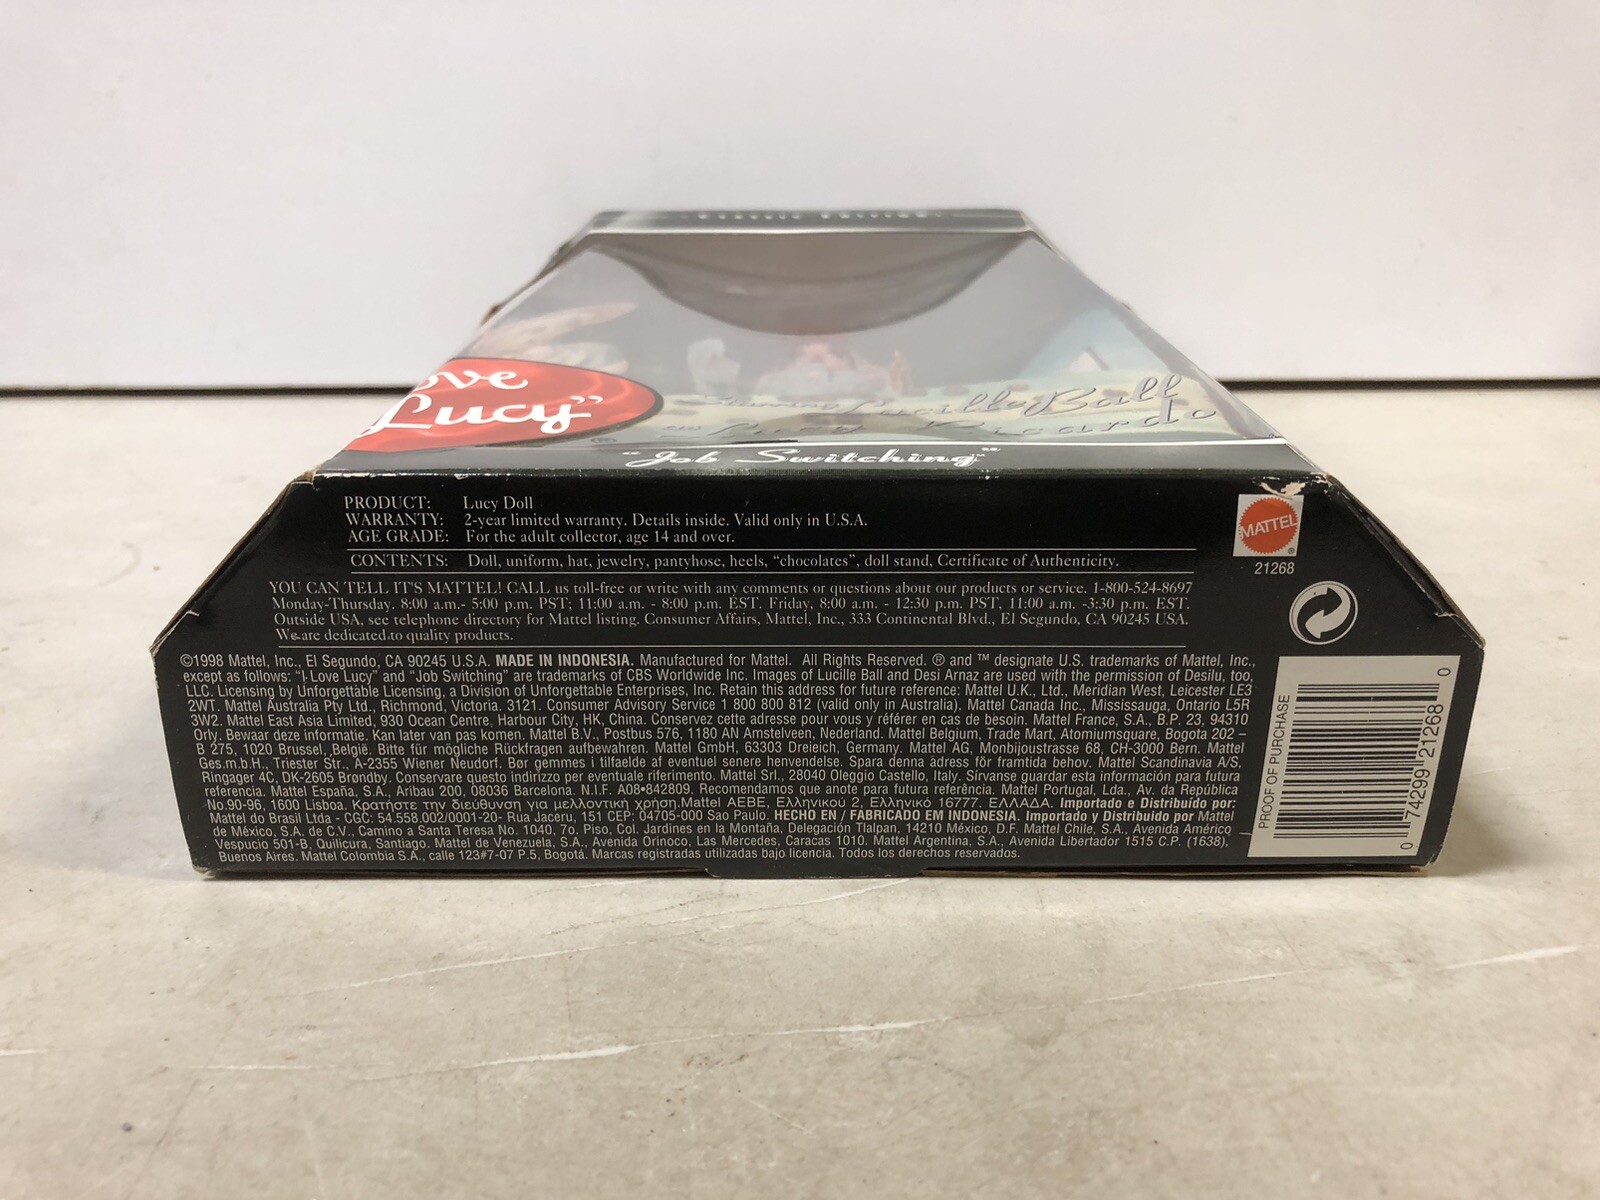 Classic Edition
ove
Lucy”
®
Starring Lucille Ball
as Lucy Ricardo
“Job Switching”
PRODUCT: Lucy Doll
WARRANTY: 2-year limited warranty. Details inside. Valid only in U.S.A.
AGE GRADE: For the adult collector, age 14 and over.
CONTENTS: Doll, uniform, hat, jewelry, pantyhose, heels, “chocolates”, doll stand, Certificate of Authenticity.
YOU CAN TELL IT'S MATTEL! CALL us toll-free or write with any comments or questions about our products or service. 1-800-524-8697
Monday-Thursday. 8:00 a.m.- 5:00 p.m. PST; 11:00 a.m. - 8:00 p.m. EST. Friday, 8:00 a.m. - 12:30 p.m. PST, 11:00 a.m. -3:30 p.m. EST.
Outside USA, see telephone directory for Mattel listing. Consumer Affairs, Mattel, Inc., 333 Continental Blvd., El Segundo, CA 90245 USA.
We are dedicated to quality products.
©1998 Mattel, Inc., El Segundo, CA 90245 U.S.A. MADE IN INDONESIA. Manufactured for Mattel. All Rights Reserved. ® and ™ designate U.S. trademarks of Mattel, Inc.,
except as follows: “I Love Lucy” and “Job Switching” are trademarks of CBS Worldwide Inc. Images of Lucille Ball and Desi Arnaz are used with the permission of Desilu, too,
LLC. Licensing by Unforgettable Licensing, a Division of Unforgettable Enterprises, Inc. Retain this address for future reference: Mattel U.K., Ltd., Meridian West, Leicester LE3
2WT. Mattel Australia Pty Ltd., Richmond, Victoria. 3121. Consumer Advisory Service 1 800 800 812 (valid only in Australia). Mattel Canada Inc., Mississauga, Ontario L5R
3W2. Mattel East Asia Limited, 930 Ocean Centre, Harbour City, HK, China. Conservez cette adresse pour vous y référer en cas de besoin. Mattel France, S.A., B.P. 23, 94310
Orly. Bewaar deze informatie. Kan later van pas komen. Mattel B.V., Postbus 576, 1180 AN Amstelveen, Nederland. Mattel Belgium, Trade Mart, Atomiumsquare, Bogota 202 –
B 275, 1020 Brussel, België. Bitte für mögliche Rückfragen aufbewahren. Mattel GmbH, 63303 Dreieich, Germany. Mattel AG, Monbijoustrasse 68, CH-3000 Bern. Mattel
Ges.m.b.H., Triester Str., A-2355 Wiener Neudorf. Bør gemmes i tilfaelde af eventuel senere henvendelse. Spara denna adress för framtida behov. Mattel Scandinavia A/S,
Ringager 4C, DK-2605 Brøndby. Conservare questo indirizzo per eventuale riferimento. Mattel Srl., 28040 Oleggio Castello, Italy. Sírvanse guardar esta información para futura
referencia. Mattel España, S.A., Aribau 200, 08036 Barcelona. N.I.F. A08•842809. Recomendamos que anote para futura referência. Mattel Portugal, Lda., Av. da República
No.90-96, 1600 Lisboa. Κρατήστε την διεύθυνση για μελλοντική χρήση.Mattel AEBE, Ελληνικού 2, Ελληνικό 16777. ΕΛΛΑΔΑ. Importado e Distribuído por:
Mattel do Brasil Ltda - CGC: 54.558.002/0001-20- Rua Jaceru, 151 CEP: 04705-000 Sao Paulo. HECHO EN / FABRICADO EM INDONESIA. Importado y Distribuido por Mattel
de México, S.A. de C.V., Camino a Santa Teresa No. 1040, 7o. Piso, Col. Jardines en la Montaña, Delegación Tlalpan, 14210 México, D.F. Mattel Chile, S.A., Avenida Américo
Vespucio 501-B, Quilicura, Santiago. Mattel de Venezuela, S.A., Avenida Orinoco, Las Mercedes, Caracas 1010. Mattel Argentina, S.A., Avenida Libertador 1515 C.P. (1638),
Buenos Aires. Mattel Colombia S.A., calle 123#7-07 P.5, Bogotá. Marcas registradas utilizadas bajo licencia. Todos los derechos reservados.
MATTEL
®
21268
PROOF OF PURCHASE
0 74299 21268 0